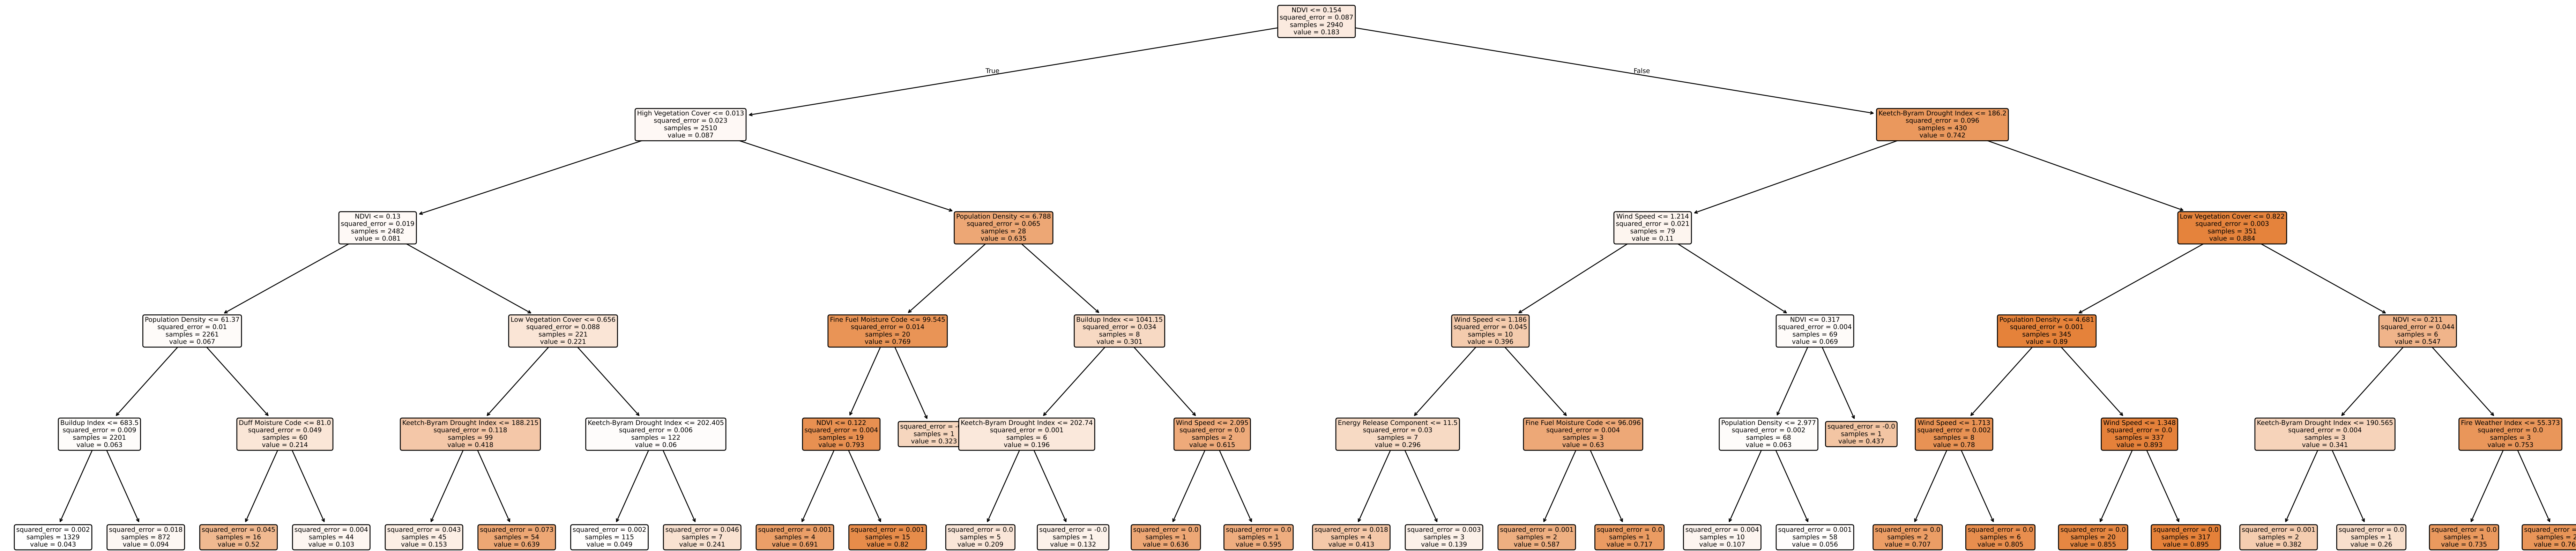 NDVI <= 0.154
squared_error = 0.087
samples = 2940
value = 0.183
True
False
High Vegetation Cover <= 0.013
squared_error = 0.023
samples = 2510
value = 0.087
Keetch-Byram Drought Index <= 186.2
squared_error = 0.096
samples = 430
value = 0.742
NDVI <= 0.13
squared_error = 0.019
samples = 2482
value = 0.081
Population Density <= 6.788
squared_error = 0.065
samples = 28
value = 0.635
Wind Speed <= 1.214
squared_error = 0.021
samples = 79
value = 0.11
Low Vegetation Cover <= 0.822
squared_error = 0.003
samples = 351
value = 0.884
Population Density <= 61.37
squared_error = 0.01
samples = 2261
value = 0.067
Low Vegetation Cover <= 0.656
squared_error = 0.088
samples = 221
value = 0.221
Fine Fuel Moisture Code <= 99.545
squared_error = 0.014
samples = 20
value = 0.769
Buildup Index <= 1041.15
squared_error = 0.034
samples = 8
value = 0.301
Wind Speed <= 1.186
squared_error = 0.045
samples = 10
value = 0.396
NDVI <= 0.317
squared_error = 0.004
samples = 69
value = 0.069
Population Density <= 4.681
squared_error = 0.001
samples = 345
value = 0.89
NDVI <= 0.211
squared_error = 0.044
samples = 6
value = 0.547
Buildup Index <= 683.5
squared_error = 0.009
samples = 2201
value = 0.063
Duff Moisture Code <= 81.0
squared_error = 0.049
samples = 60
value = 0.214
Keetch-Byram Drought Index <= 188.215
squared_error = 0.118
samples = 99
value = 0.418
Keetch-Byram Drought Index <= 202.405
squared_error = 0.006
samples = 122
value = 0.06
NDVI <= 0.122
squared_error = 0.004
samples = 19
value = 0.793
squared_error =
samples = 1
value = 0.323
Keetch-Byram Drought Index <= 202.74
squared_error = 0.001
samples = 6
value = 0.196
Wind Speed <= 2.095
squared_error = 0.0
samples = 2
value = 0.615
Energy Release Component <= 11.5
squared_error = 0.03
samples = 7
value = 0.296
Fine Fuel Moisture Code <= 96.096
squared_error = 0.004
samples = 3
value = 0.63
Population Density <= 2.977
squared_error = 0.002
samples = 68
value = 0.063
squared_error = -0.0
samples = 1
value = 0.437
Wind Speed <= 1.713
squared_error = 0.002
samples = 8
value = 0.78
Wind Speed <= 1.348
squared_error = 0.0
samples = 337
value = 0.893
Keetch-Byram Drought Index <= 190.565
squared_error = 0.004
samples = 3
value = 0.341
Fire Weather Index <= 55.373
squared_error = 0.0
samples = 3
value = 0.753
squared_error = 0.002
samples = 1329
value = 0.043
squared_error = 0.018
samples = 872
value = 0.094
squared_error = 0.045
samples = 16
value = 0.52
squared_error = 0.004
samples = 44
value = 0.103
squared_error = 0.043
samples = 45
value = 0.153
squared_error = 0.073
samples = 54
value = 0.639
squared_error = 0.002
samples = 115
value = 0.049
squared_error = 0.046
samples = 7
value = 0.241
squared_error = 0.001
samples = 4
value = 0.691
squared_error = 0.001
samples = 15
value = 0.82
squared_error = 0.0
samples = 5
value = 0.209
squared_error = -0.0
samples = 1
value = 0.132
squared_error = 0.0
samples = 1
value = 0.636
squared_error = 0.0
samples = 1
value = 0.595
squared_error = 0.018
samples = 4
value = 0.413
squared_error = 0.003
samples = 3
value = 0.139
squared_error = 0.001
samples = 2
value = 0.587
squared_error = 0.0
samples = 1
value = 0.717
squared_error = 0.004
samples = 10
value = 0.107
squared_error = 0.001
samples = 58
value = 0.056
squared_error = 0.0
samples = 2
value = 0.707
squared_error = 0.0
samples = 6
value = 0.805
squared_error = 0.0
samples = 20
value = 0.855
squared_error = 0.0
samples = 317
value = 0.895
squared_error = 0.001
samples = 2
value = 0.382
squared_error = 0.0
samples = 1
value = 0.26
squared_error = 0.0
samples = 1
value = 0.735
squared_error =
samples =
value =